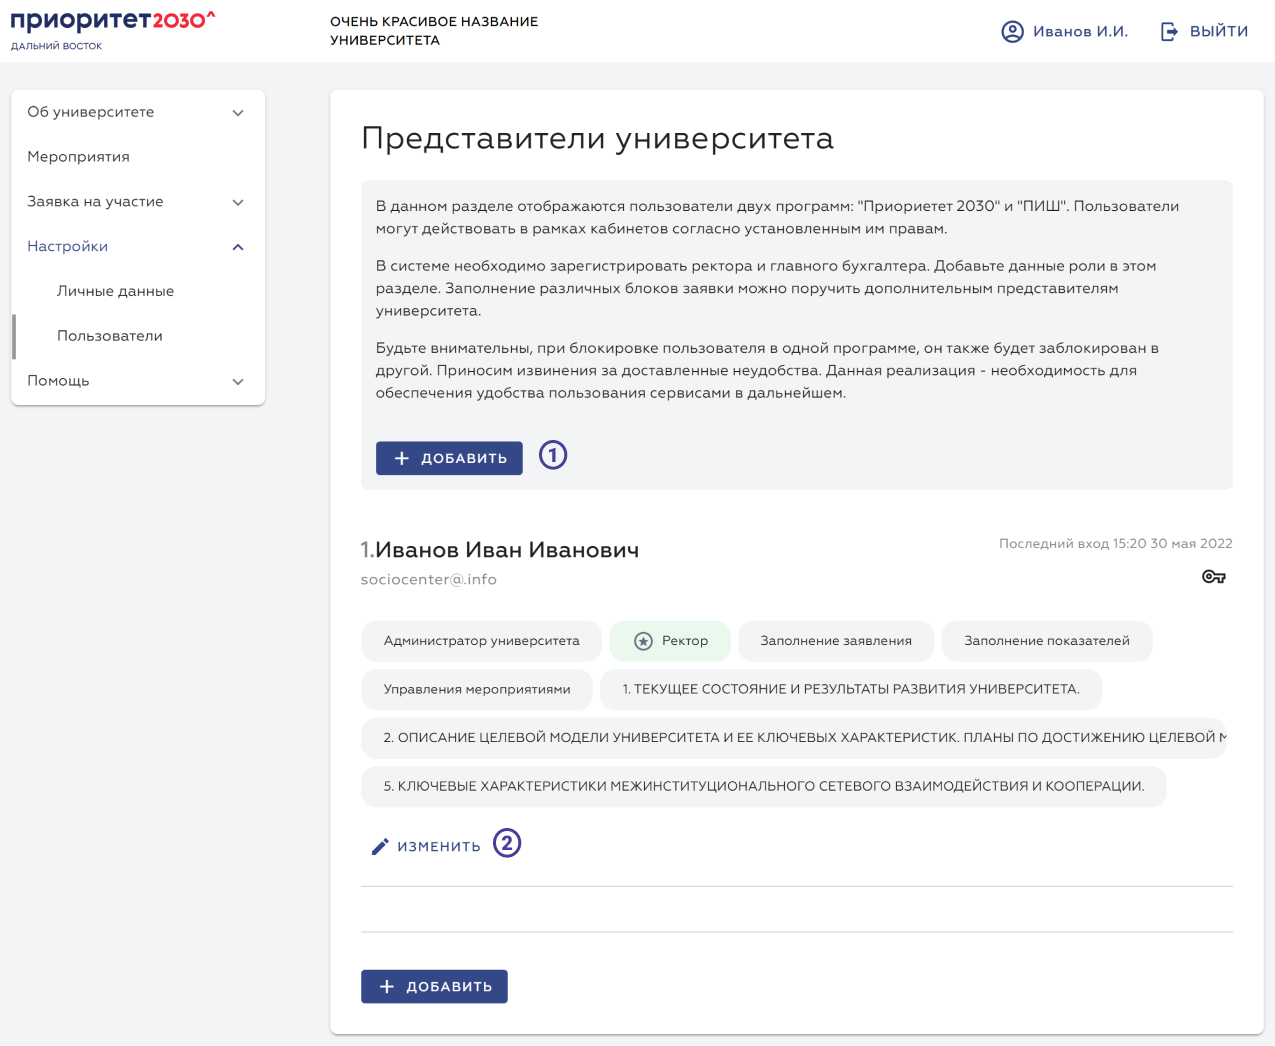 приоритет2030^
ДАЛЬНИЙ ВОСТОК
ОЧЕНЬ КРАСИВОЕ НАЗВАНИЕ
УНИВЕРСИТЕТА
Иванов И.И.
ВЫЙТИ
Об университете
Мероприятия
Заявка на участие
Настройки
Личные данные
Пользователи
Помощь
Представители университета
В данном разделе отображаются пользователи двух программ: "Приориетет 2030" и "ПИШ". Пользователи
могут действовать в рамках кабинетов согласно установленным им правам.
В системе необходимо зарегистрировать ректора и главного бухгалтера. Добавьте данные роли в этом
разделе. Заполнение различных блоков заявки можно поручить дополнительным представителям
университета.
Будьте внимательны, при блокировке пользователя в одной программе, он также будет заблокирован в
другой. Приносим извинения за доставленные неудобства. Данная реализация - необходимость для
обеспечения удобства пользования сервисами в дальнейшем.
+ ДОБАВИТЬ 1
1.Иванов Иван Иванович
Последний вход 15:20 30 мая 2022
sociocenter@.info
Администратор университета
Ректор
Заполнение заявления
Заполнение показателей
Управления мероприятиями
1. ТЕКУЩЕЕ СОСТОЯНИЕ И РЕЗУЛЬТАТЫ РАЗВИТИЯ УНИВЕРСИТЕТА.
2. ОПИСАНИЕ ЦЕЛЕВОЙ МОДЕЛИ УНИВЕРСИТЕТА И ЕЕ КЛЮЧЕВЫХ ХАРАКТЕРИСТИК. ПЛАНЫ ПО ДОСТИЖЕНИЮ ЦЕЛЕВОЙ М
5. КЛЮЧЕВЫЕ ХАРАКТЕРИСТИКИ МЕЖИНСТИТУЦИОНАЛЬНОГО СЕТЕВОГО ВЗАИМОДЕЙСТВИЯ И КООПЕРАЦИИ.
ИЗМЕНИТЬ 2
+ ДОБАВИТЬ